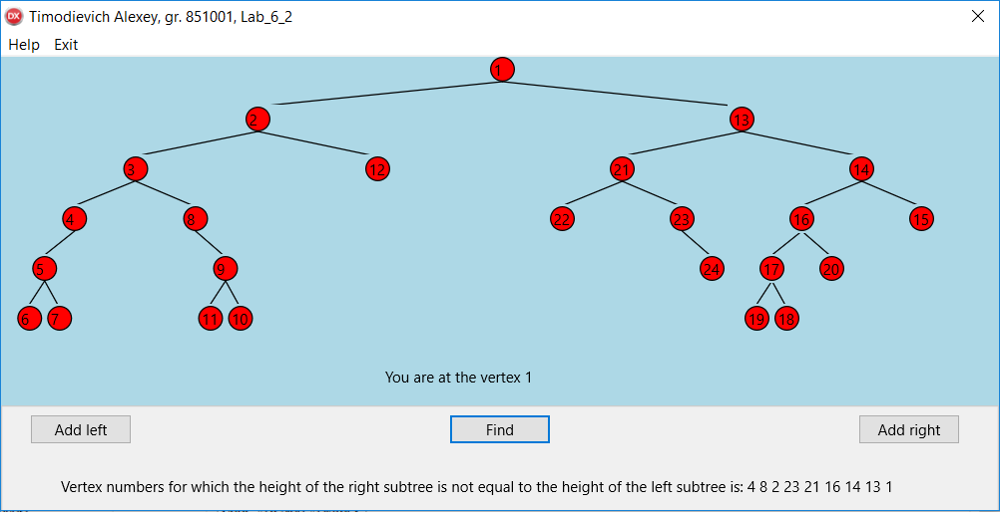 DX Timodievich Alexey, gr. 851001, Lab_6_2
Help Exit
1
2 13
3 12 21 14
4 8 22 23 16 15
5 9 24 17 20
6 7 11 10 19 18
You are at the vertex 1
Add left Find Add right
Vertex numbers for which the height of the right subtree is not equal to the height of the left subtree is: 4 8 2 23 21 16 14 13 1